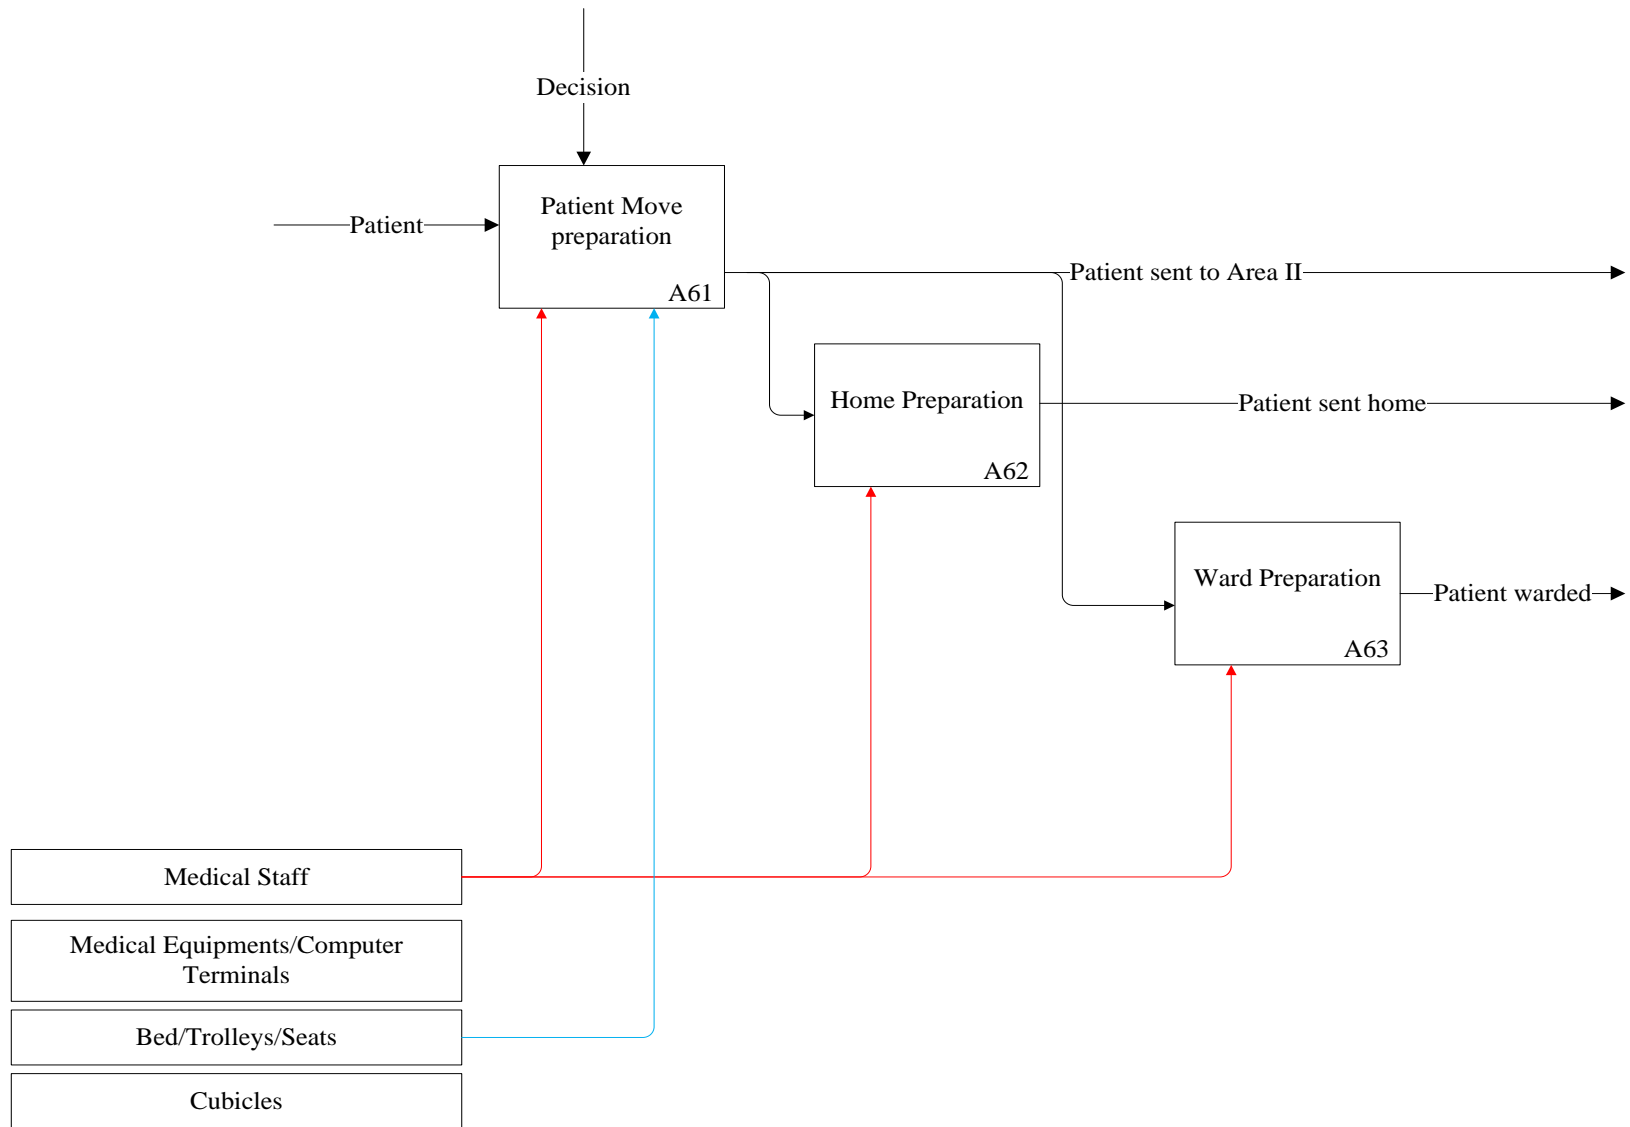 Decision
Patient Move
preparation
Patient
A61
Patient sent to Area II
Home Preparation
Patient sent home
A62
Ward Preparation
Patient warded
A63
Medical Staff
Medical Equipments/Computer
Terminals
Bed/Trolleys/Seats
Cubicles